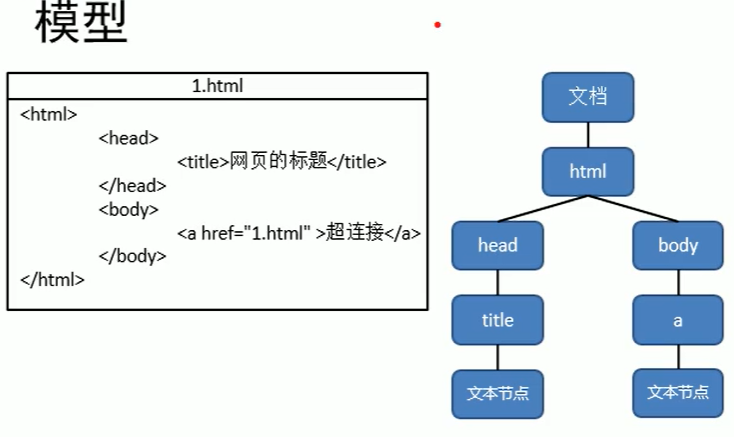 模型
1.html
<html>
<head>
<title>网页的标题</title>
</head>
<body>
<a href="1.html" >超连接</a>
</body>
</html>
文档
html
head
body
title
a
文本节点
文本节点